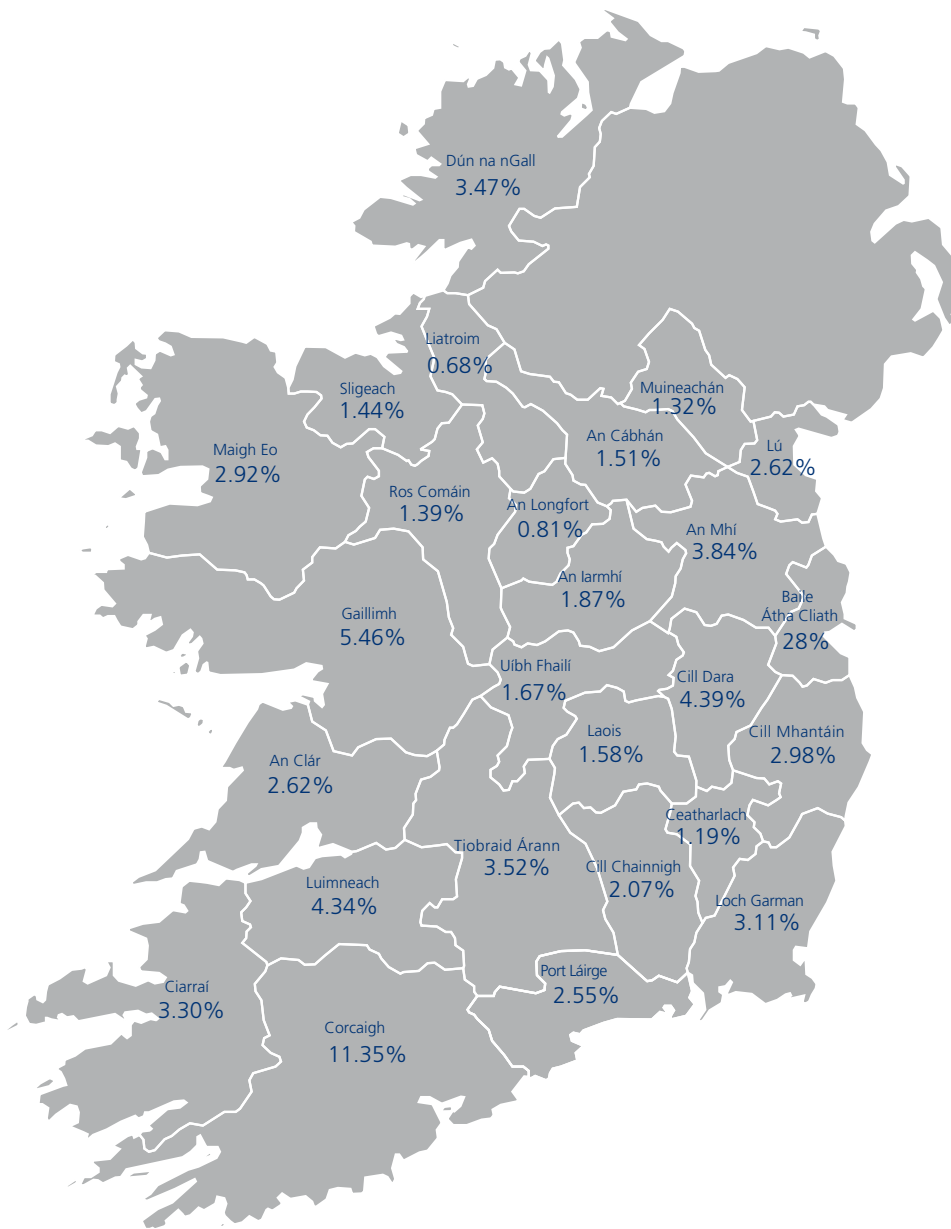 Dún na nGall
3.47%
Liatroim
0.68%
Sligeach
1.44%
Muineachán
1.32%
An Cábhán
1.51%
Lú
2.62%
Maigh Eo
2.92%
Ros Comáin
1.39%
An Longfort
0.81%
An Mhí
3.84%
An Iarmhí
1.87%
Baile
Átha Cliath
28%
Gaillimh
5.46%
Uíbh Fhailí
1.67%
Cill Dara
4.39%
Laois
1.58%
Cill Mhantáin
2.98%
An Clár
2.62%
Ceatharlach
1.19%
Tiobraid Árann
3.52%
Cill Chainnigh
2.07%
Luimneach
4.34%
Loch Garman
3.11%
Port Láirge
2.55%
Ciarraí
3.30%
Corcaigh
11.35%